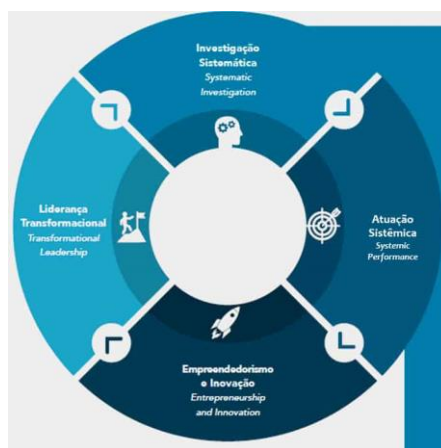 Investigação
Sistemática
Systematic
Investigation
Liderança
Transformacional
Transformational
Leadership
Atuação
Sistêmica
Systemic
Performance
Empreendedorismo
e Inovação
Entrepreneurship
and Innovation